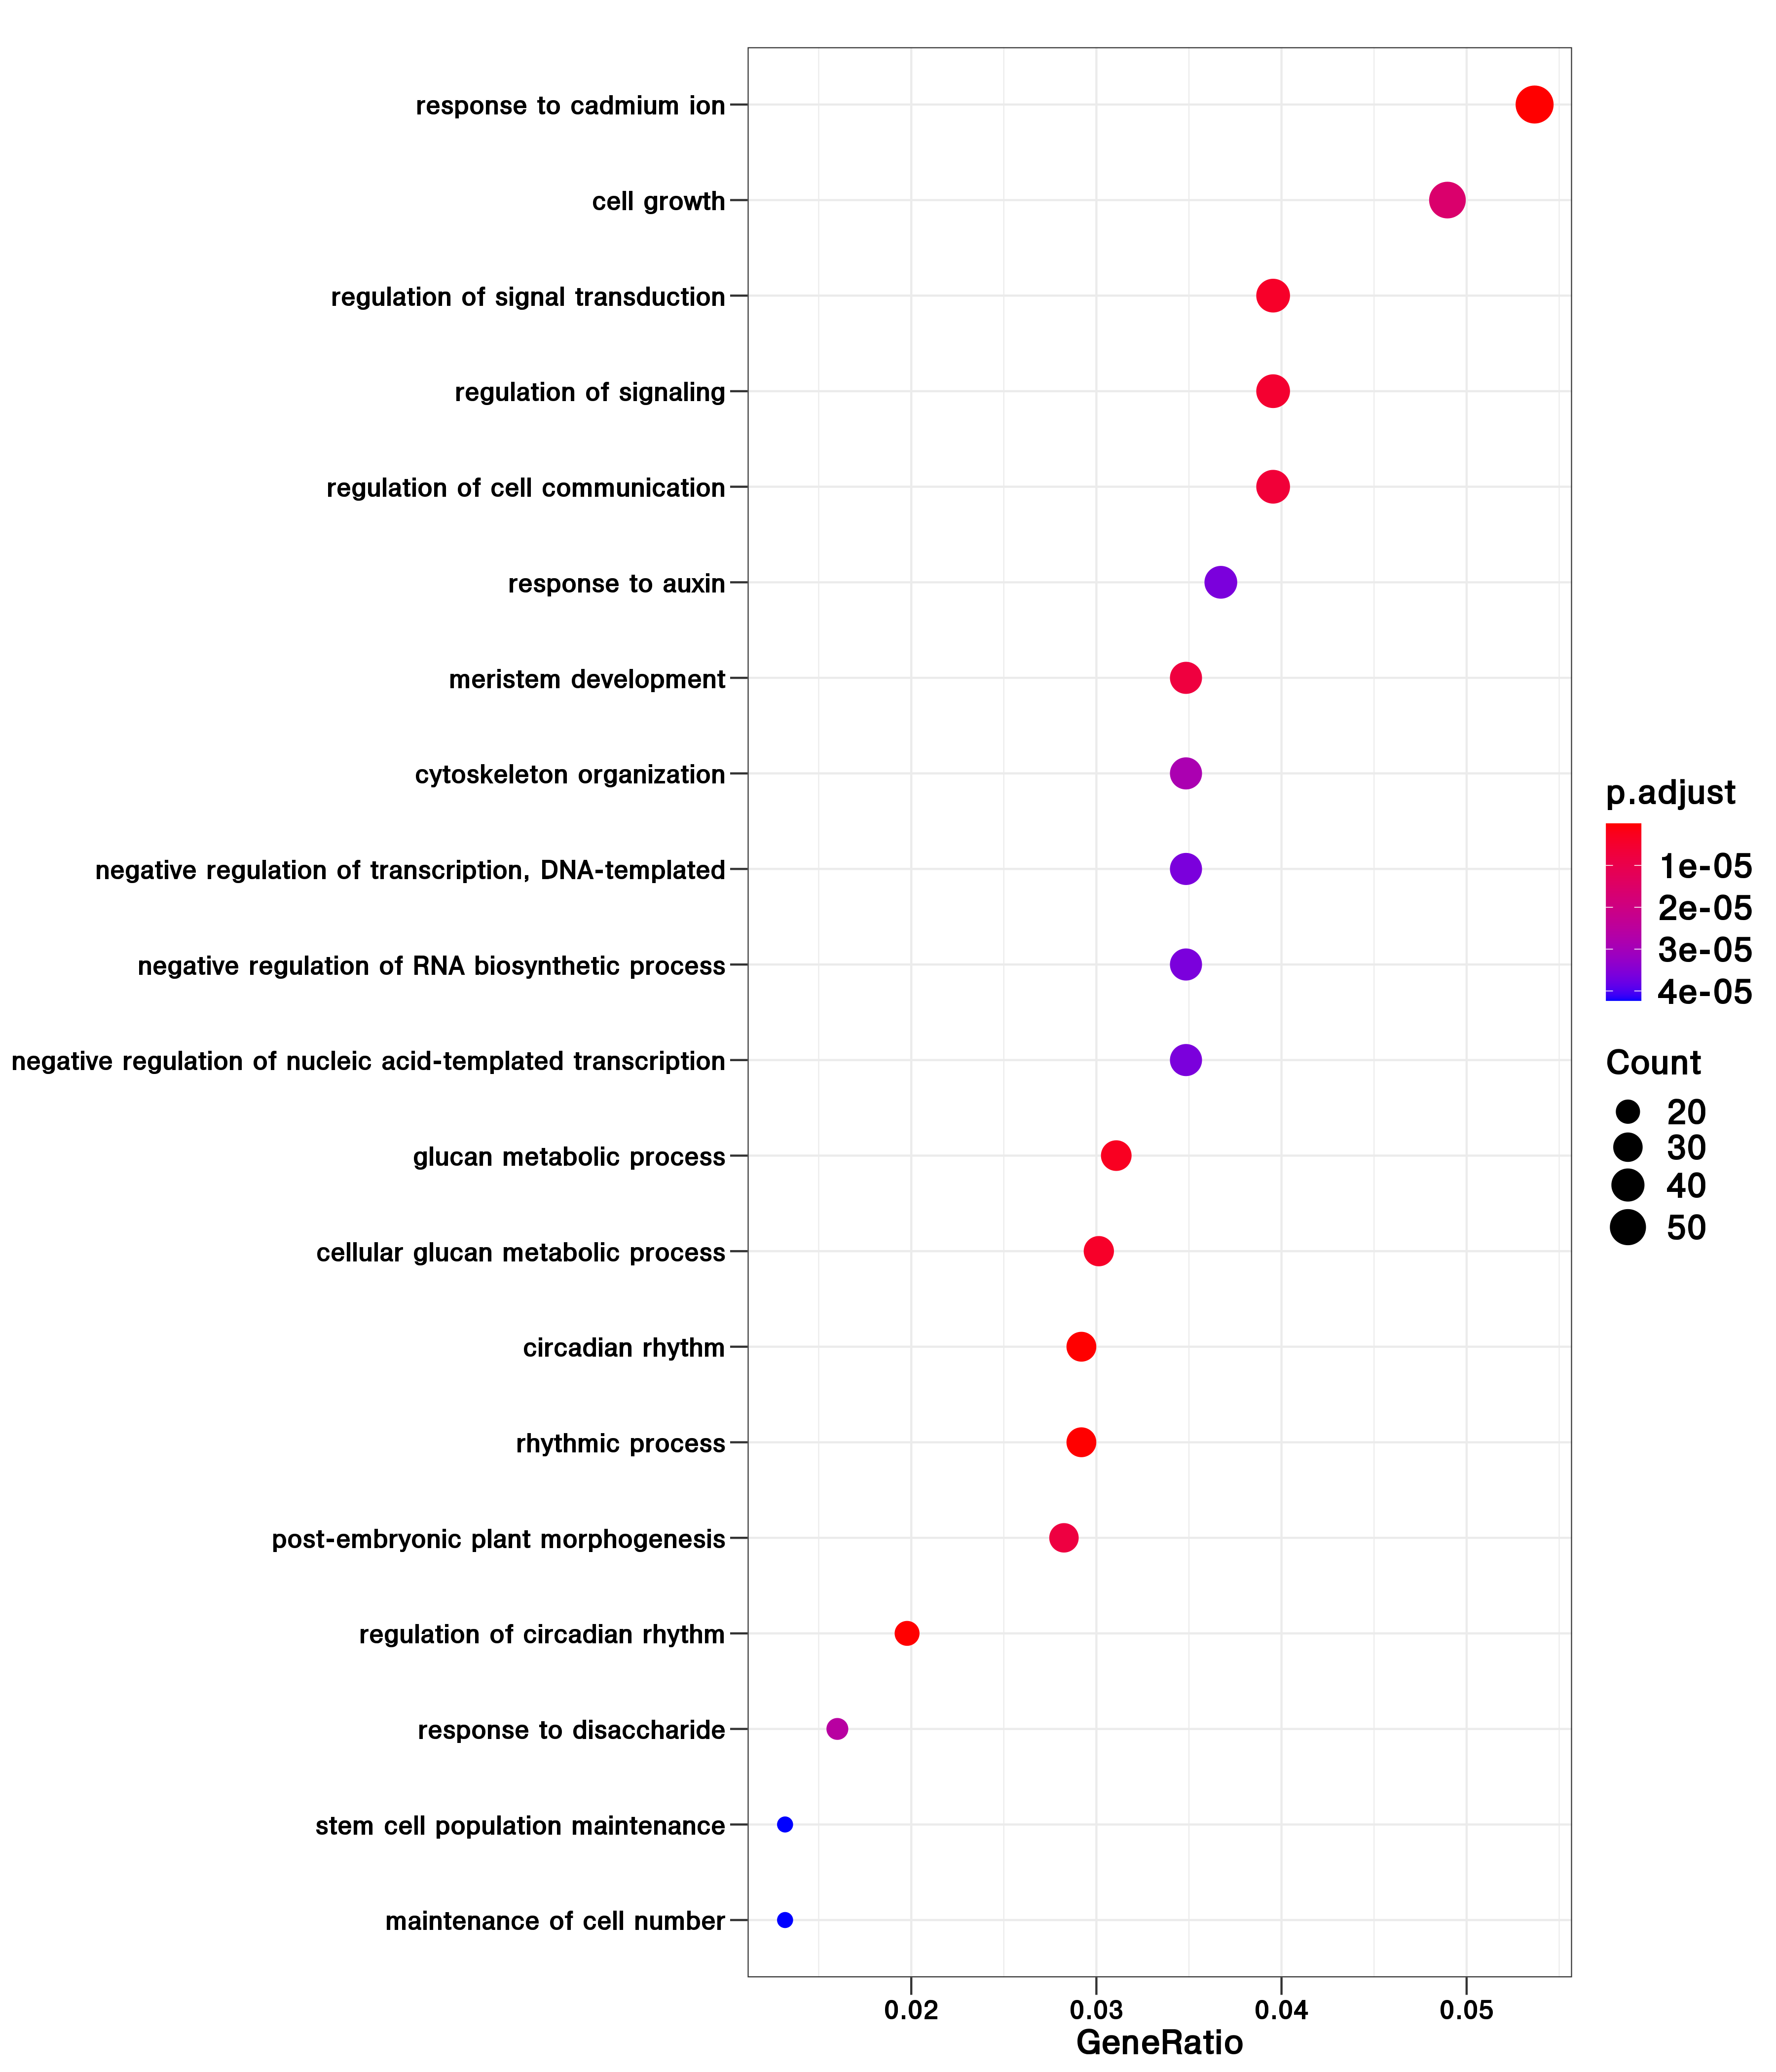 response to cadmium ion
cell growth
regulation of signal transduction
regulation of signaling
regulation of cell communication
response to auxin
meristem development
cytoskeleton organization
negative regulation of transcription, DNA-templated
negative regulation of RNA biosynthetic process
negative regulation of nucleic acid-templated transcription
glucan metabolic process
cellular glucan metabolic process
circadian rhythm
rhythmic process
post-embryonic plant morphogenesis
regulation of circadian rhythm
response to disaccharide
stem cell population maintenance
maintenance of cell number
0.02 0.03 0.04 0.05
GeneRatio
p.adjust
1e-05
2e-05
3e-05
4e-05
Count
20
30
40
50